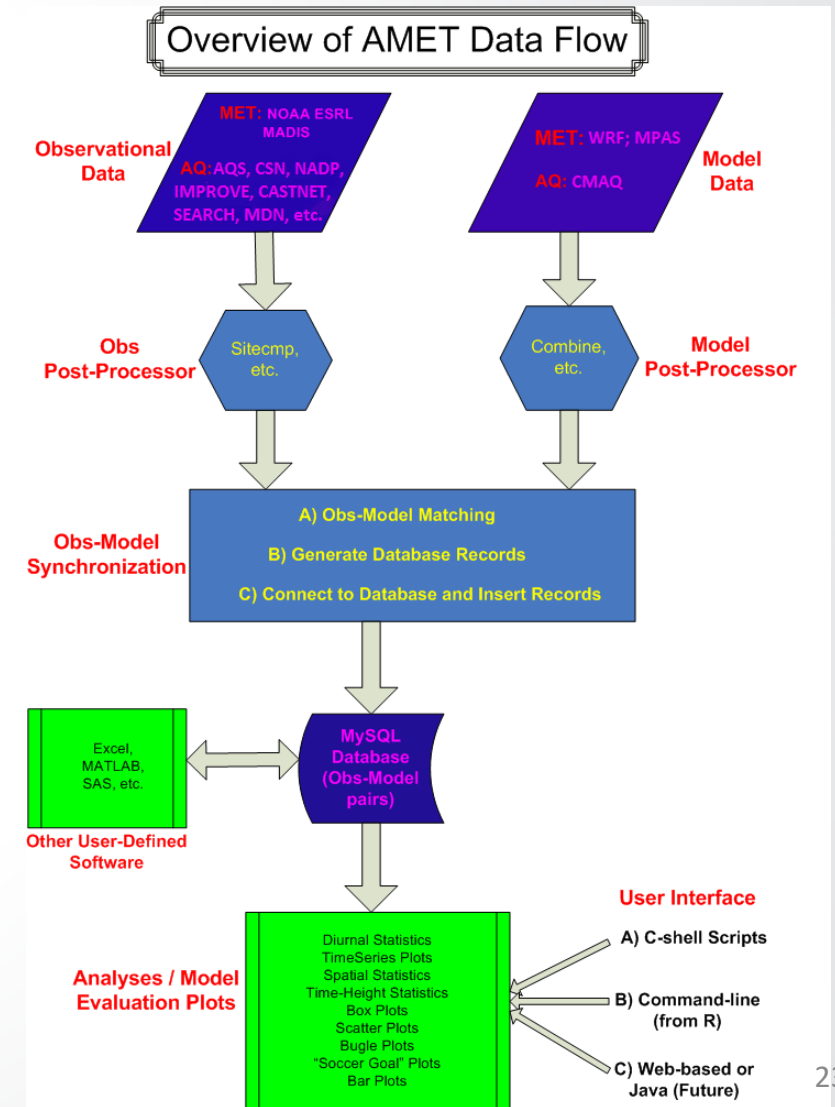 Overview of AMET Data Flow
Observational
Data
MET: NOAA ESRL
MADIS
AQ:AQS, CSN, NADP,
IMPROVE, CASTNET,
SEARCH, MDN, etc.
MET: WRF; MPAS
AQ: CMAQ
Model
Data
Obs
Post-Processor
Sitecmp,
etc.
Combine,
etc.
Model
Post-Processor
Obs-Model
Synchronization
A) Obs-Model Matching
B) Generate Database Records
C) Connect to Database and Insert Records
Excel,
MATLAB,
SAS, etc.
Other User-Defined
Software
MySQL
Database
(Obs-Model
pairs)
Analyses / Model
Evaluation Plots
Diurnal Statistics
TimeSeries Plots
Spatial Statistics
Time-Height Statistics
Box Plots
Scatter Plots
Bugle Plots
"Soccer Goal" Plots
Bar Plots
User Interface
A) C-shell Scripts
B) Command-line
(from R)
C) Web-based or
Java (Future)